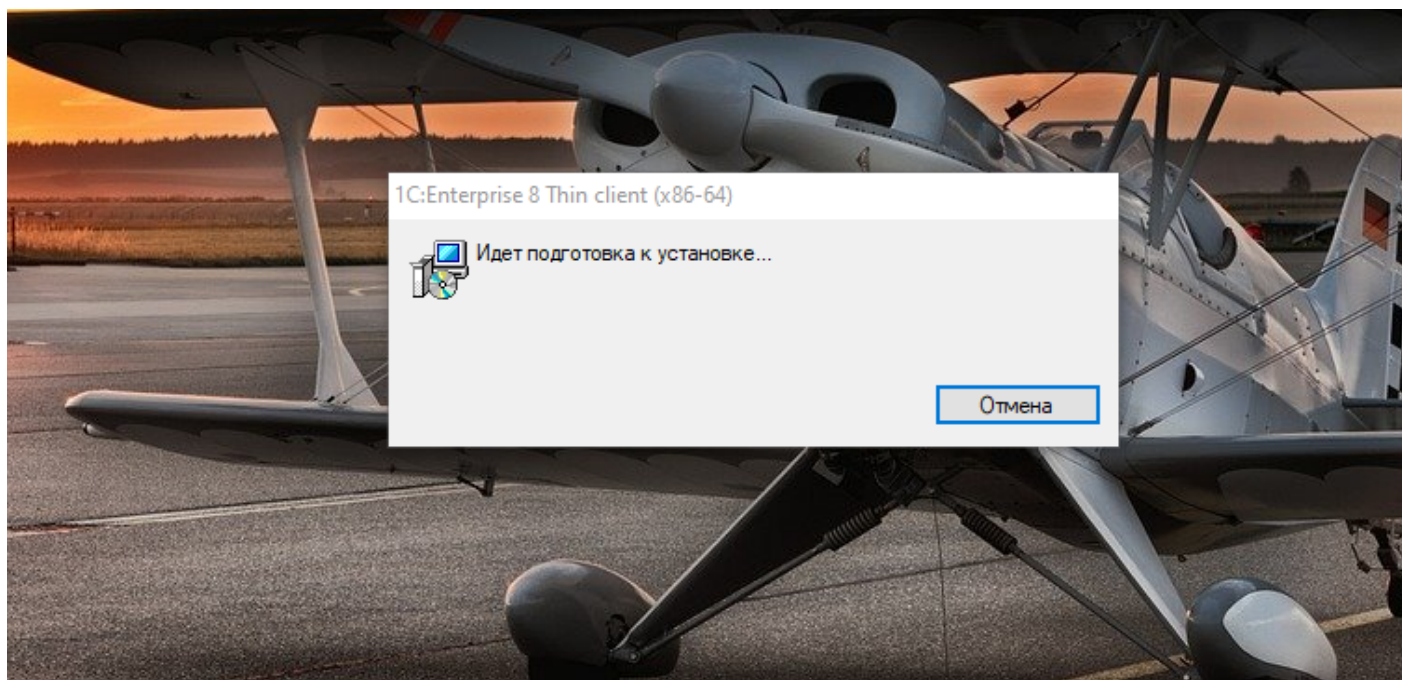 1C:Enterprise 8 Thin client (x86-64)
Идет подготовка к установке...
Отмена